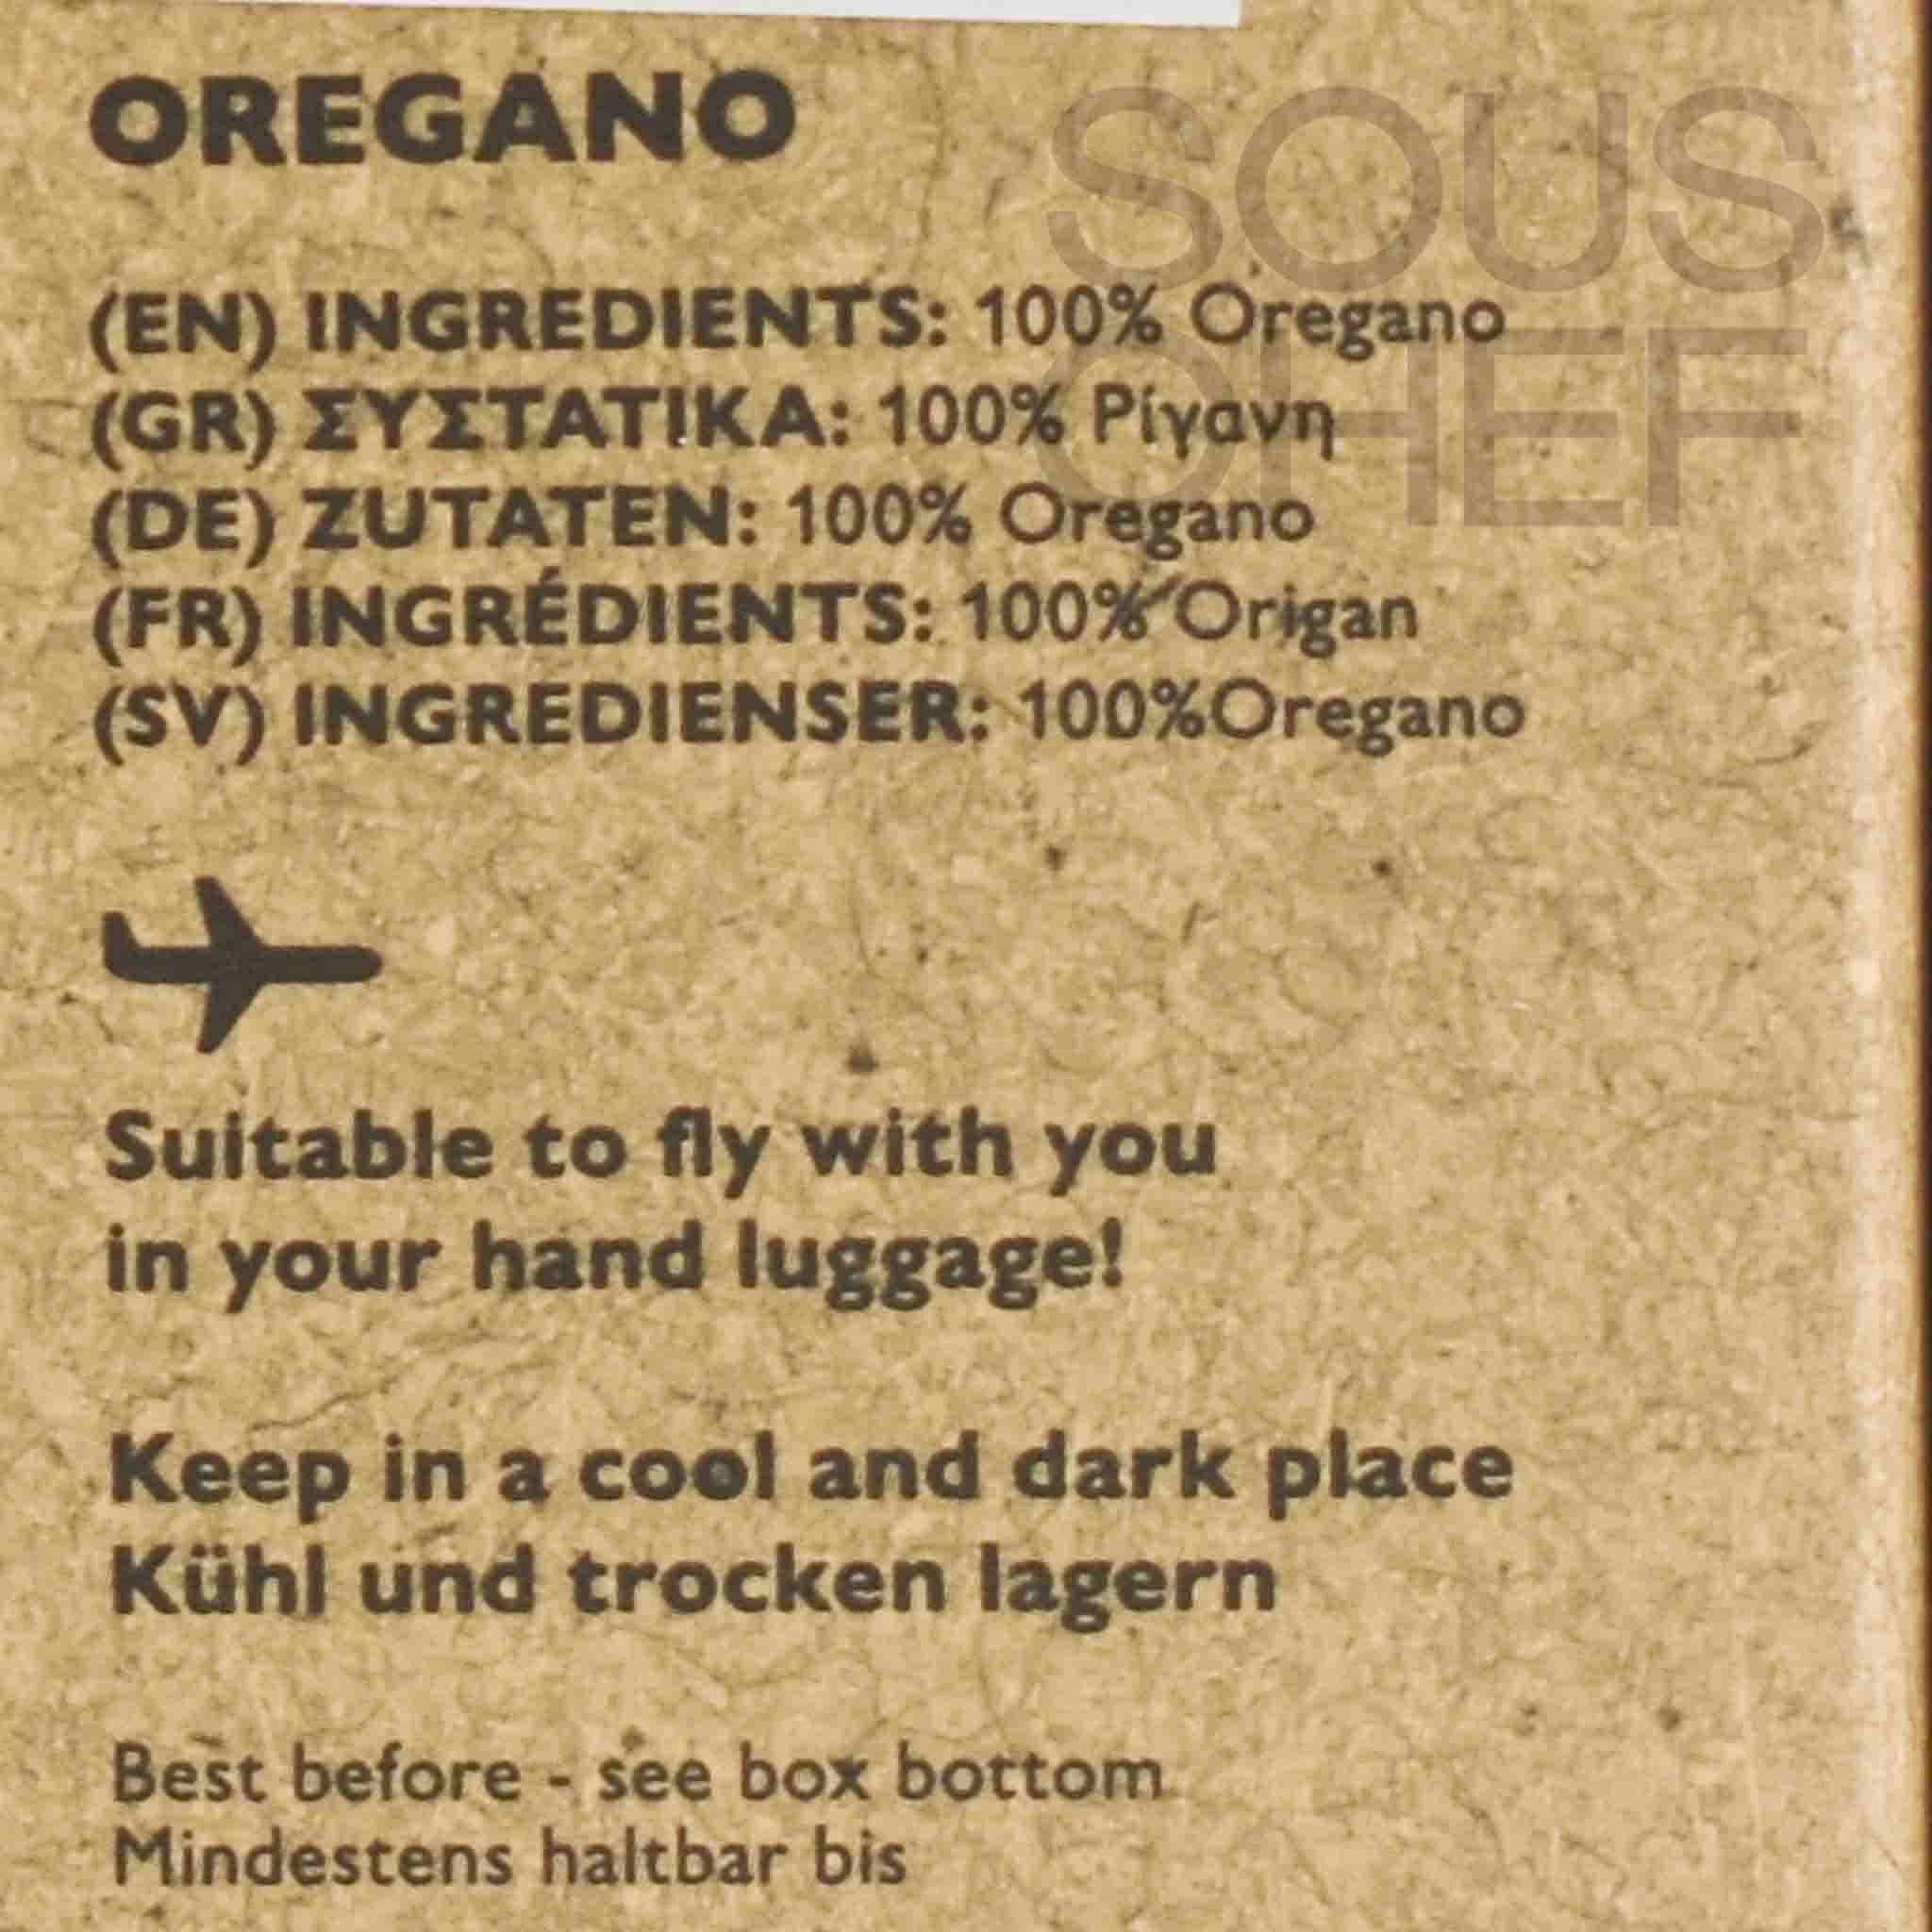 OREGANO
SOUS
CHEF
(EN) INGREDIENTS: 100% Oregano
(GR) ΣΥΣΤΑΤΙΚΑ: 100% Ρίγανη
(DE) ZUTATEN: 100% Oregano
(FR) INGRÉDIENTS: 100% Origan
(SV) INGREDIENSER: 100%Oregano
Suitable to fly with you
in your hand luggage!
Keep in a cool and dark place
Kühl und trocken lagern
Best before - see box bottom
Mindestens haltbar bis